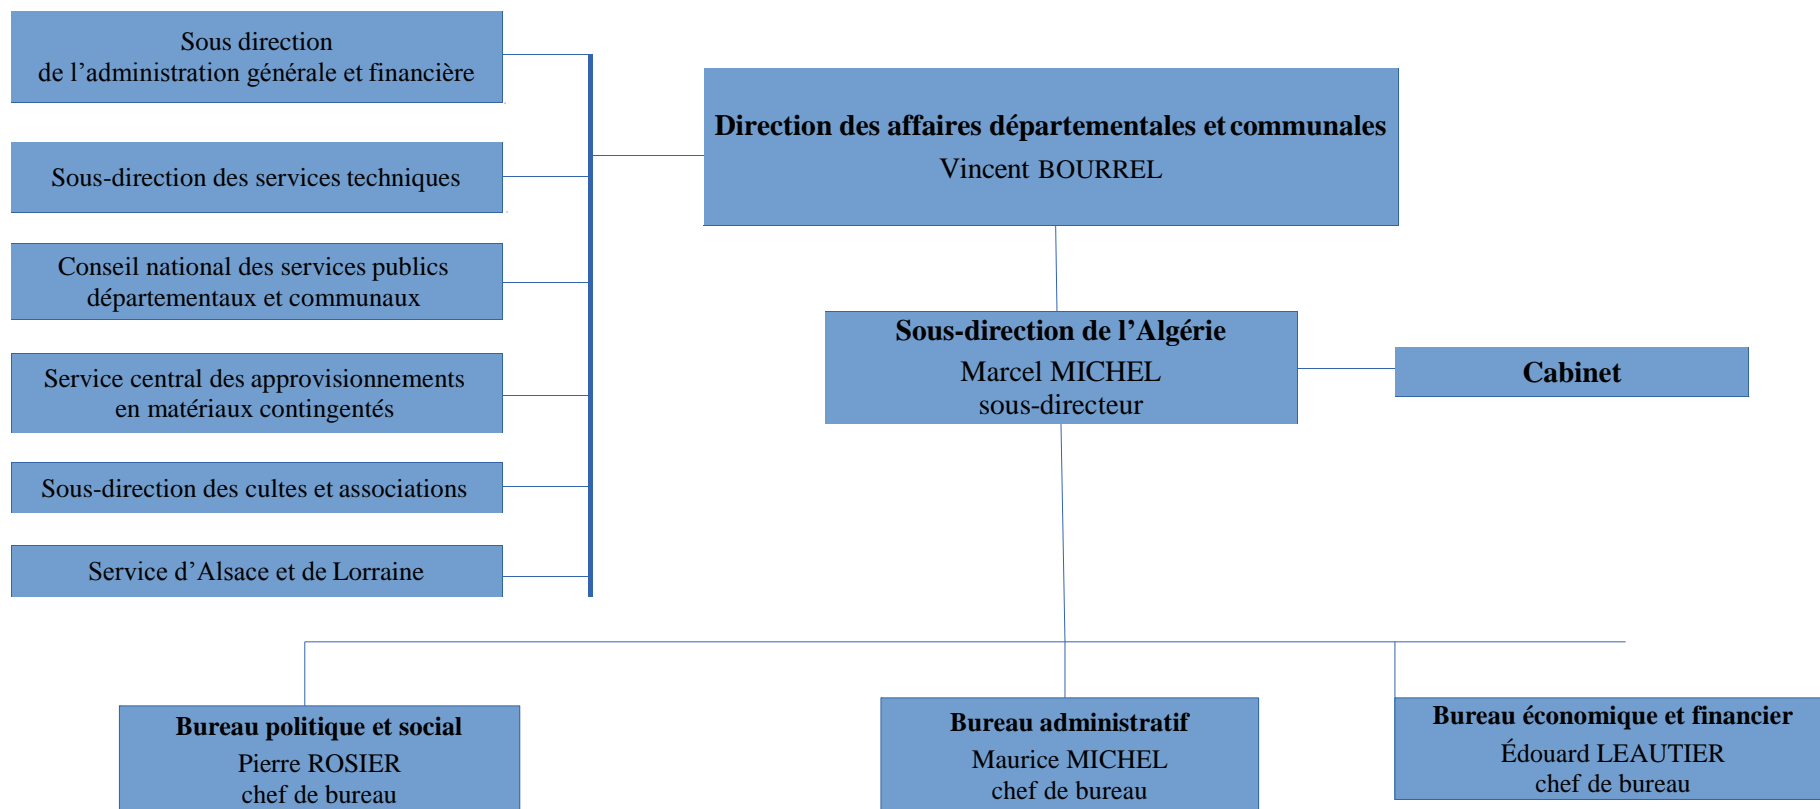 Sous direction
de l’administration générale et financière
Sous-direction des services techniques
Conseil national des services publics
départementaux et communaux
Service central des approvisionnements
en matériaux contingentés
Sous-direction des cultes et associations
Service d’Alsace et de Lorraine
Direction des affaires départementales et communales
Vincent BOURREL
Sous-direction de l’Algérie
Marcel MICHEL
sous-directeur
Cabinet
Bureau politique et social
Pierre ROSIER
chef de bureau
Bureau administratif
Maurice MICHEL
chef de bureau
Bureau économique et financier
Édouard LEAUTIER
chef de bureau